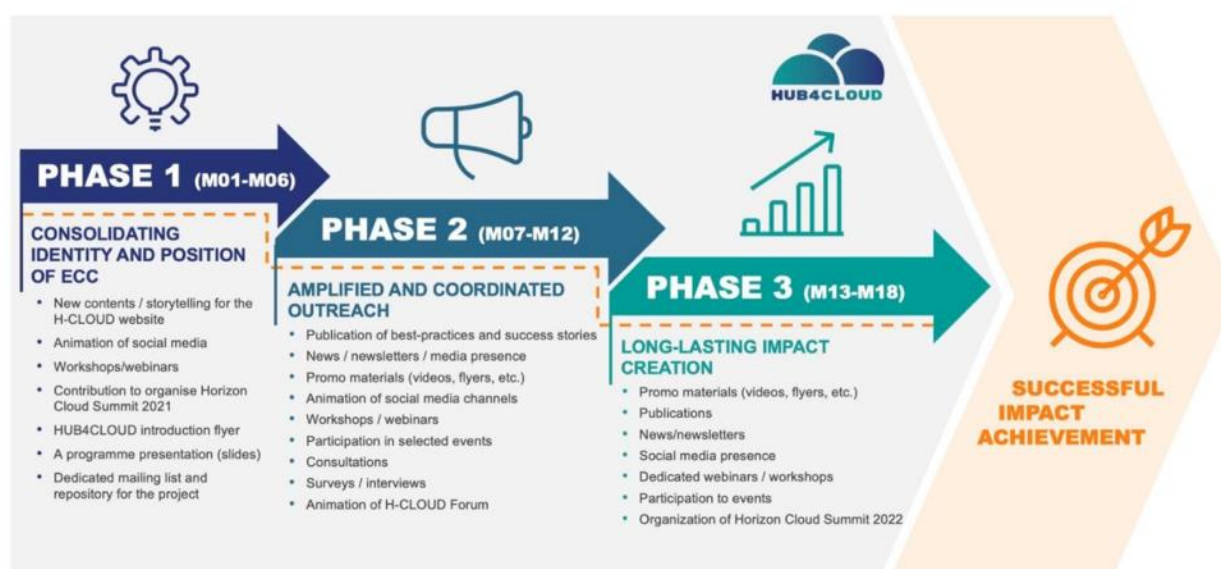 HUB4CLOUD
PHASE 1 (M01-M06)
CONSOLIDATING
IDENTITY AND POSITION
OF ECC
• New contents / storytelling for the
H-CLOUD website
• Animation of social media
• Workshops/webinars
• Contribution to organise Horizon
Cloud Summit 2021
• HUB4CLOUD introduction flyer
• A programme presentation (slides)
• Dedicated mailing list and
repository for the project
PHASE 2 (M07-M12)
AMPLIFIED AND COORDINATED
OUTREACH
• Publication of best-practices and success stories
• News / newsletters / media presence
• Promo materials (videos, flyers, etc.)
• Animation of social media channels
• Workshops / webinars
• Participation in selected events
• Consultations
• Surveys / interviews
• Animation of H-CLOUD Forum
PHASE 3 (M13-M18)
LONG-LASTING IMPACT
CREATION
• Promo materials (videos, flyers, etc.)
• Publications
• News/newsletters
• Social media presence
• Dedicated webinars / workshops
• Participation to events
• Organization of Horizon Cloud Summit 2022
SUCCESSFUL
IMPACT
ACHIEVEMENT